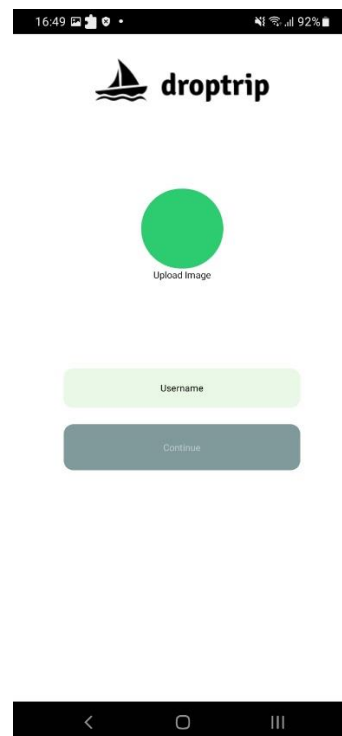 16:49 92%
droptrip
Upload Image
Username
Continue